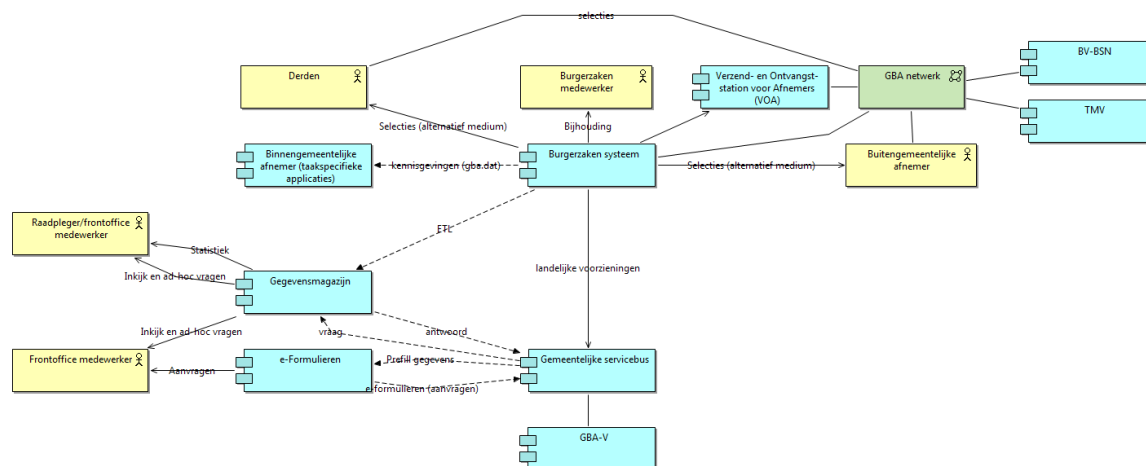 selecties
BV-BSN
Derden
Burgerzaken
medewerker
Verzend- en Ontvangst-
station voor Afnemers
(VOA)
GBA netwerk
TMV
Selecties (alternatief medium)
Bijhouding
Binnengemeentelijke
afnemer (taakspecifieke
applicaties)
kennisgevingen (gba.dat)
Burgerzaken systeem
Selecties (alternatief medium)
Buitengemeentelijke
afnemer
Raadpleger/frontoffice
medewerker
Statistiek
ETL
Inkijk en ad-hoc vragen
Gegevensmagazijn
landelijke voorzieningen
Inkijk en ad-hoc vragen
vraag
antwoord
Frontoffice medewerker
Aanvragen
e-Formulieren
Prefill gegevens
Gemeentelijke servicebus
e-formulieren (aanvragen)
GBA-V